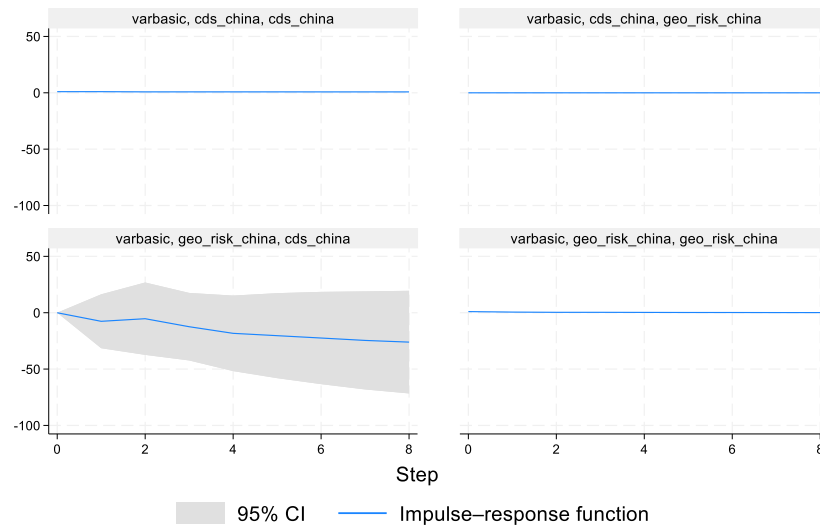 varbasic, cds_china, cds_china
varbasic, cds_china, geo_risk_china
50
0
-50
-100
varbasic, geo_risk_china, cds_china
varbasic, geo_risk_china, geo_risk_china
50
0
-50
-100
0 2 4 6 8
0 2 4 6 8
Step
95% CI
Impulse–response function